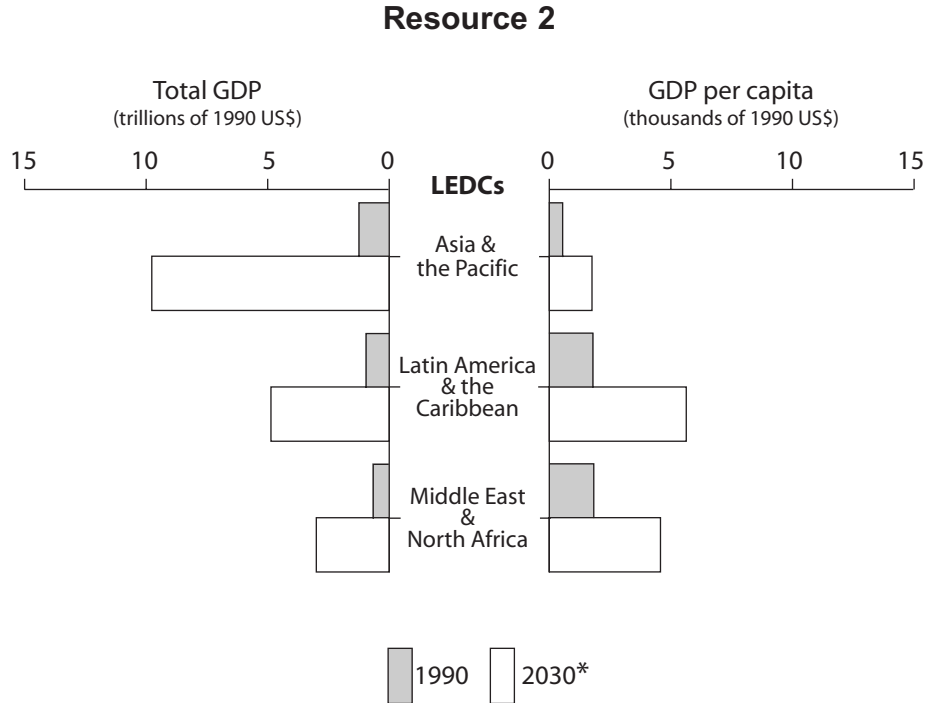 Resource 2
Total GDP
(trillions of 1990 US$)
GDP per capita
(thousands of 1990 US$)
15 10 5 0
0 5 10 15
LEDCs
Asia &
the Pacific
Latin America
& the
Caribbean
Middle East
&
North Africa
1990
2030*